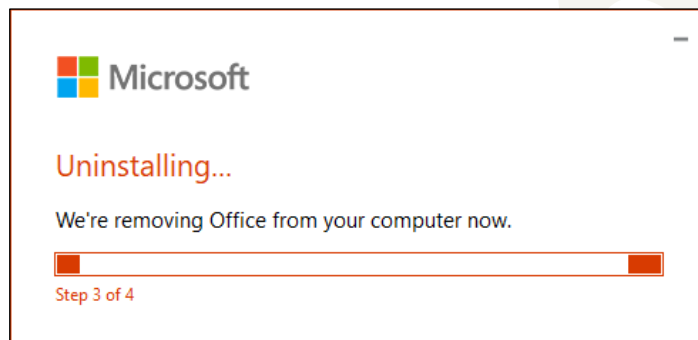 Microsoft
Uninstalling...
We're removing Office from your computer now.
Step 3 of 4